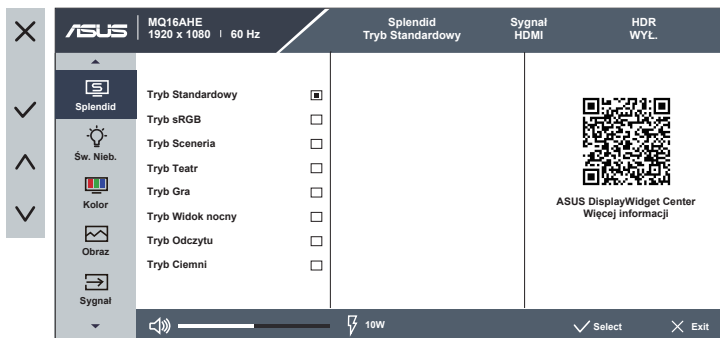 ASUS
MQ16AHE
1920 x 1080 | 60 Hz
Splendid
Tryb Standardowy
Sygnał
HDMI
HDR
WYŁ.
Splendid
Św. Nieb.
Kolor
Obraz
Sygnał
Tryb Standardowy
Tryb sRGB
Tryb Sceneria
Tryb Teatr
Tryb Gra
Tryb Widok nocny
Tryb Odczytu
Tryb Ciemni
ASUS DisplayWidget Center
Więcej informacji
10W
Select
Exit